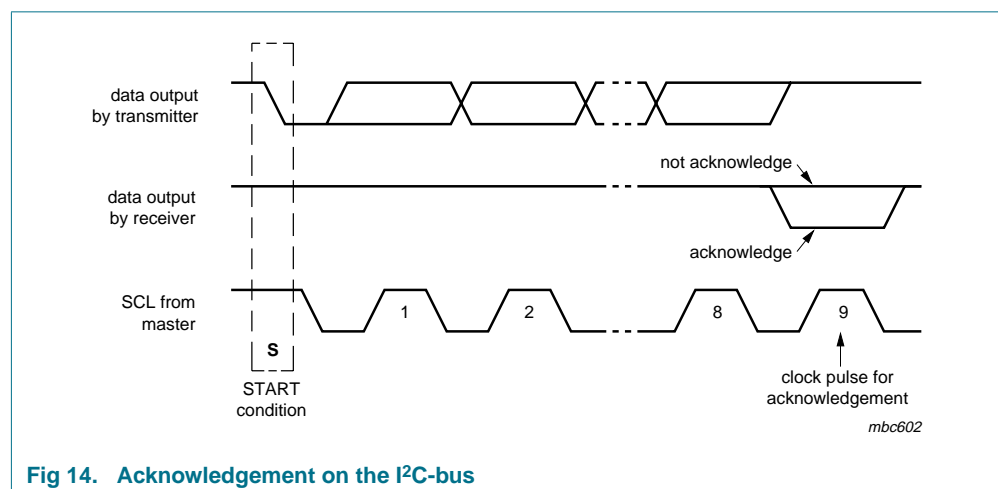 data output
by transmitter
not acknowledge
data output
by receiver
acknowledge
SCL from
master
1
2
8
9
S
START
condition
clock pulse for
acknowledgement
mbc602
Fig 14. Acknowledgement on the I²C-bus